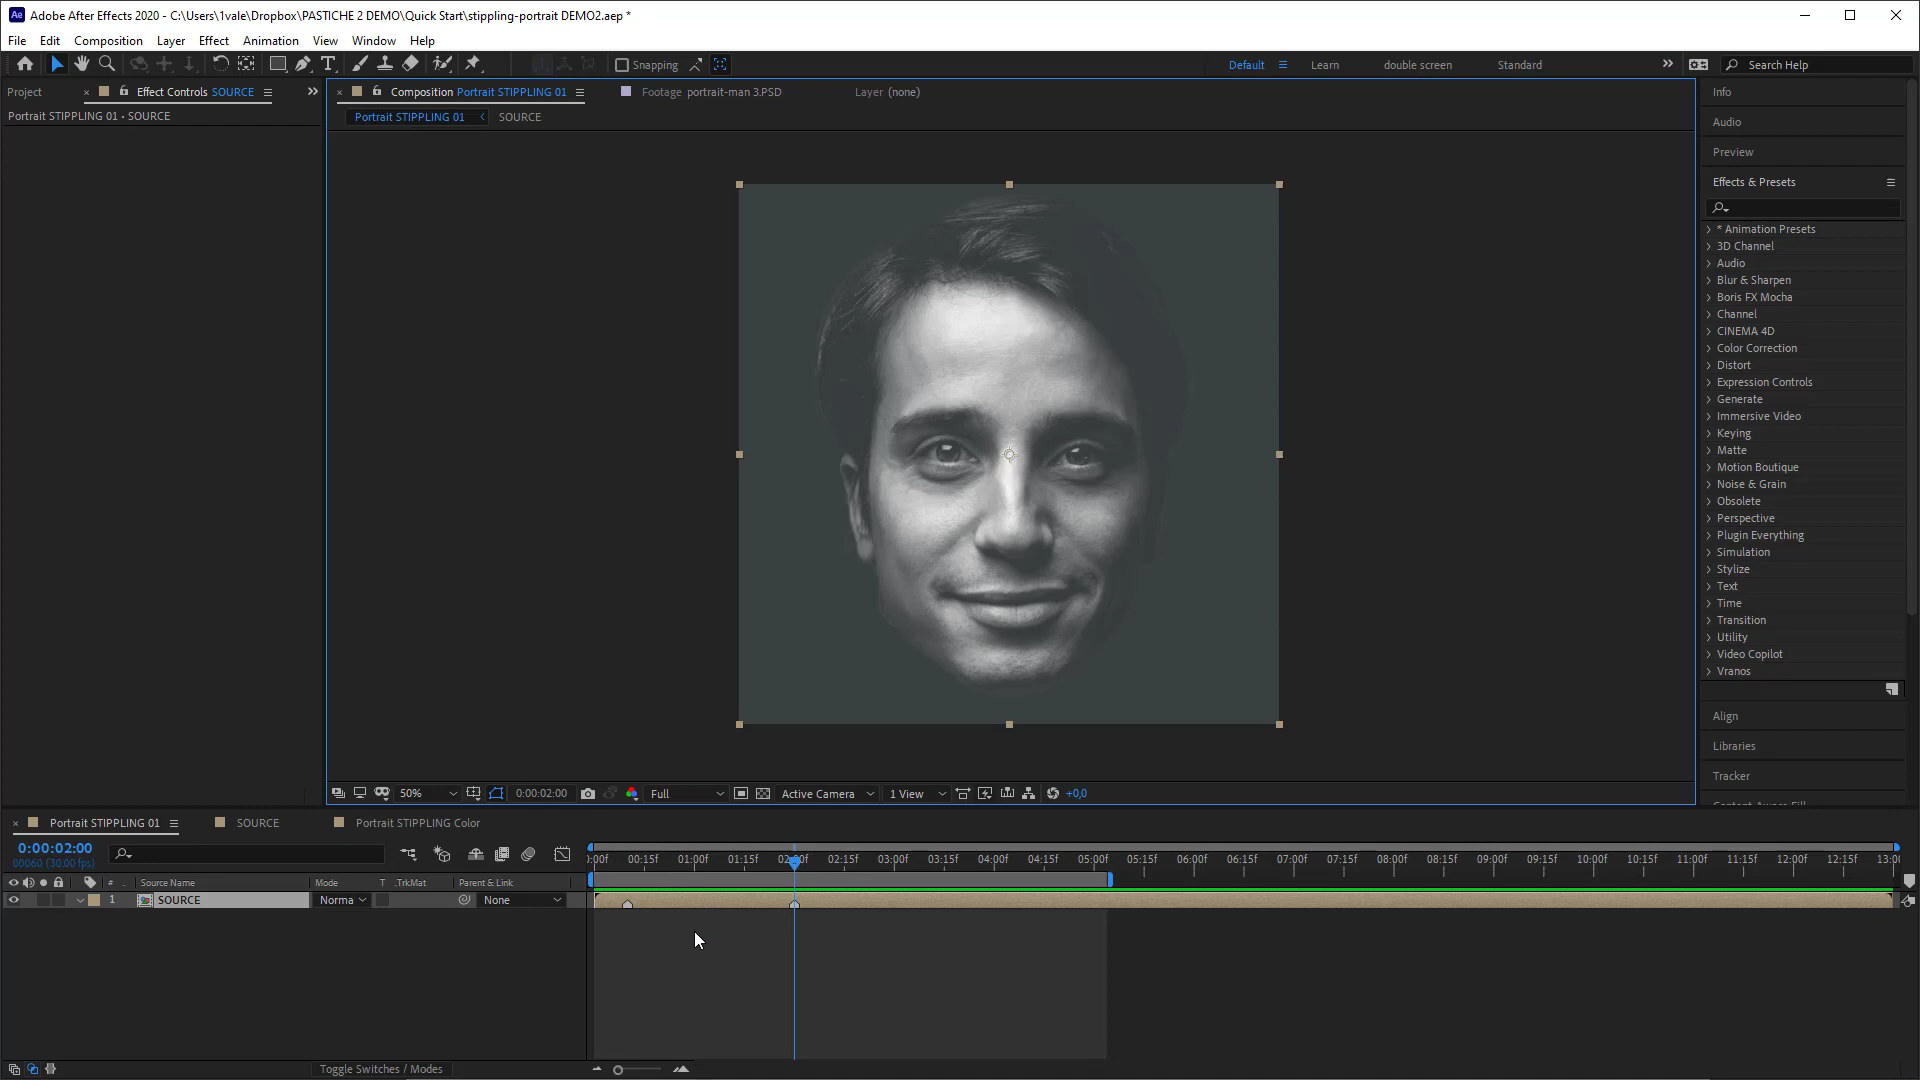 Adobe After Effects 2020 - C:\Users\1vale\Dropbox\PASTICHE 2 DEMO\Quick Start\stippling-portrait DEMO2.aep *
File Edit Composition Layer Effect Animation View Window Help
Snapping Default Learn double screen Standard Search Help
Project Effect Controls SOURCE
Portrait STIPPLING 01 • SOURCE
Composition Portrait STIPPLING 01 Footage portrait-man 3.PSD Layer (none)
Portrait STIPPLING 01 SOURCE
Info
Audio
Preview
Effects & Presets
* Animation Presets
3D Channel
Audio
Blur & Sharpen
Boris FX Mocha
Channel
CINEMA 4D
Color Correction
Distort
Expression Controls
Generate
Immersive Video
Keying
Matte
Motion Boutique
Noise & Grain
Obsolete
Perspective
Plugin Everything
Simulation
Stylize
Text
Time
Transition
Utility
Video Copilot
Vranos
Align
Libraries
Tracker
50% 0:00:02:00 Full Active Camera 1 View +0,0
Portrait STIPPLING 01 SOURCE Portrait STIPPLING Color
0:00:02:00
00060 (30.00 fps)
0:00f 00:15f 01:00f 01:15f 02:00f 02:15f 03:00f 03:15f 04:00f 04:15f 05:00f 05:15f 06:00f 06:15f 07:00f 07:15f 08:00f 08:15f 09:00f 09:15f 10:00f 10:15f 11:00f 11:15f 12:00f 12:15f 13:0
# Source Name Mode T .TrkMat Parent & Link
1 SOURCE Norma None
Toggle Switches / Modes